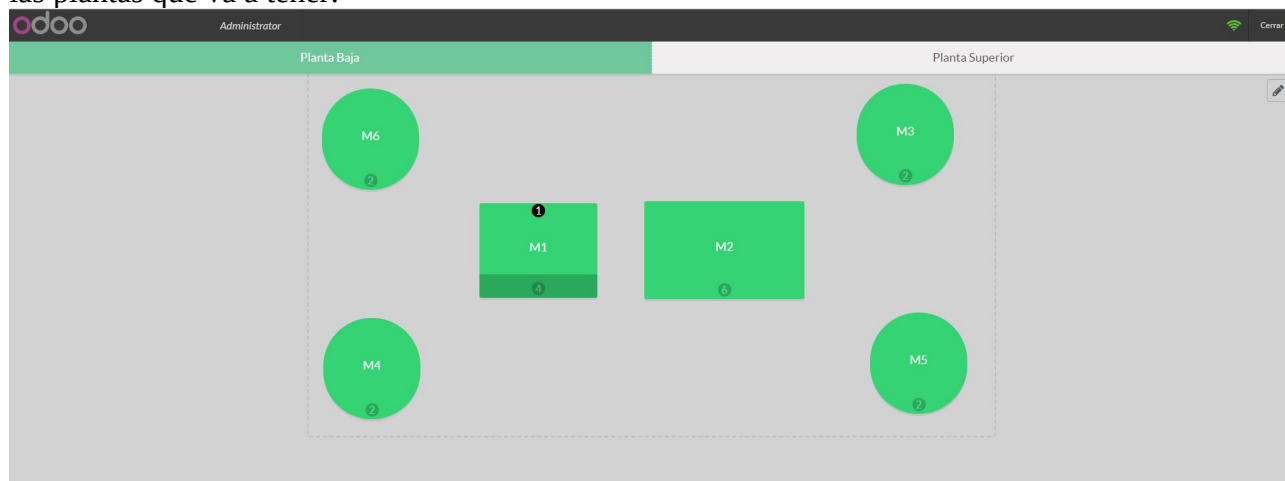 las plantas que va a tener.
odoo Administrator Cerrar
Planta Baja Planta Superior
M6 M3
2 2
1
M1 M2
4 6
M4 M5
2 2